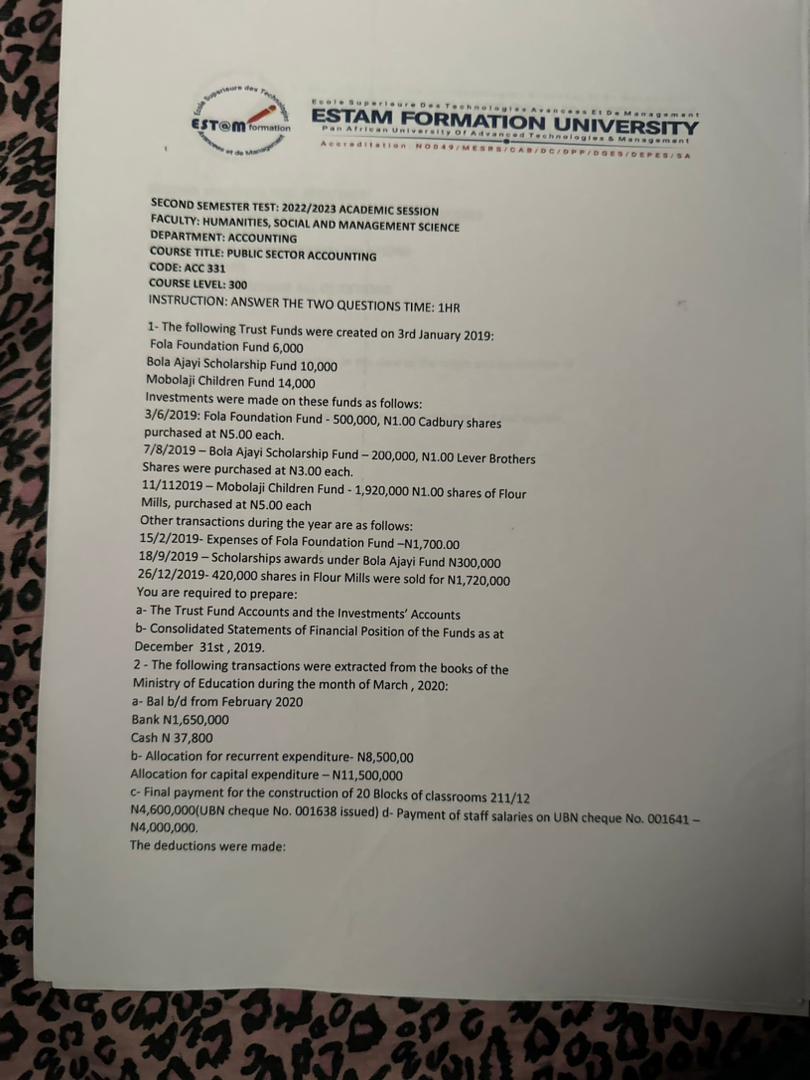 Ecole Superieure des Technologies
EST@M formation
Avancees et de Management
Ecole Superieure Des Technologies Avancees Et De Management
ESTAM FORMATION UNIVERSITY
Pan African University Of Advanced Technologies & Management
Accreditation N0049/MESRS/CAB/DC/DPP/DGES/DEPES/SA
SECOND SEMESTER TEST: 2022/2023 ACADEMIC SESSION
FACULTY: HUMANITIES, SOCIAL AND MANAGEMENT SCIENCE
DEPARTMENT: ACCOUNTING
COURSE TITLE: PUBLIC SECTOR ACCOUNTING
CODE: ACC 331
COURSE LEVEL: 300
INSTRUCTION: ANSWER THE TWO QUESTIONS TIME: 1HR
1- The following Trust Funds were created on 3rd January 2019:
Fola Foundation Fund 6,000
Bola Ajayi Scholarship Fund 10,000
Mobolaji Children Fund 14,000
Investments were made on these funds as follows:
3/6/2019: Fola Foundation Fund - 500,000, N1.00 Cadbury shares
purchased at N5.00 each.
7/8/2019 – Bola Ajayi Scholarship Fund – 200,000, N1.00 Lever Brothers
Shares were purchased at N3.00 each.
11/112019 – Mobolaji Children Fund - 1,920,000 N1.00 shares of Flour
Mills, purchased at N5.00 each
Other transactions during the year are as follows:
15/2/2019- Expenses of Fola Foundation Fund –N1,700.00
18/9/2019 – Scholarships awards under Bola Ajayi Fund N300,000
26/12/2019- 420,000 shares in Flour Mills were sold for N1,720,000
You are required to prepare:
a- The Trust Fund Accounts and the Investments' Accounts
b- Consolidated Statements of Financial Position of the Funds as at
December 31st , 2019.
2 - The following transactions were extracted from the books of the
Ministry of Education during the month of March , 2020:
a- Bal b/d from February 2020
Bank N1,650,000
Cash N 37,800
b- Allocation for recurrent expenditure- N8,500,00
Allocation for capital expenditure – N11,500,000
c- Final payment for the construction of 20 Blocks of classrooms 211/12
N4,600,000(UBN cheque No. 001638 issued) d- Payment of staff salaries on UBN cheque No. 001641 –
N4,000,000.
The deductions were made: